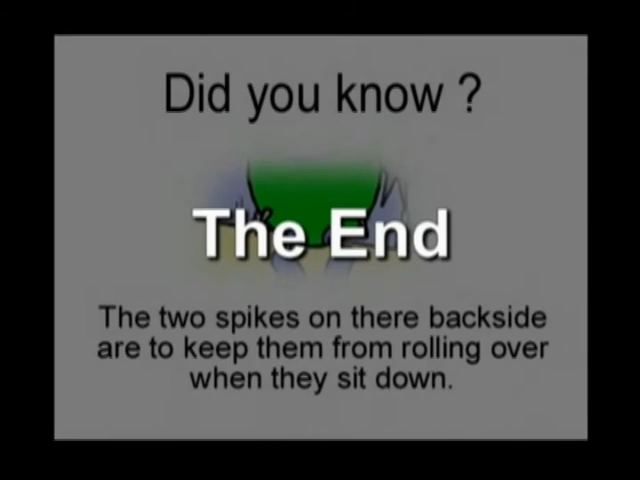 Did you know ?
The End
The two spikes on there backside
are to keep them from rolling over
when they sit down.